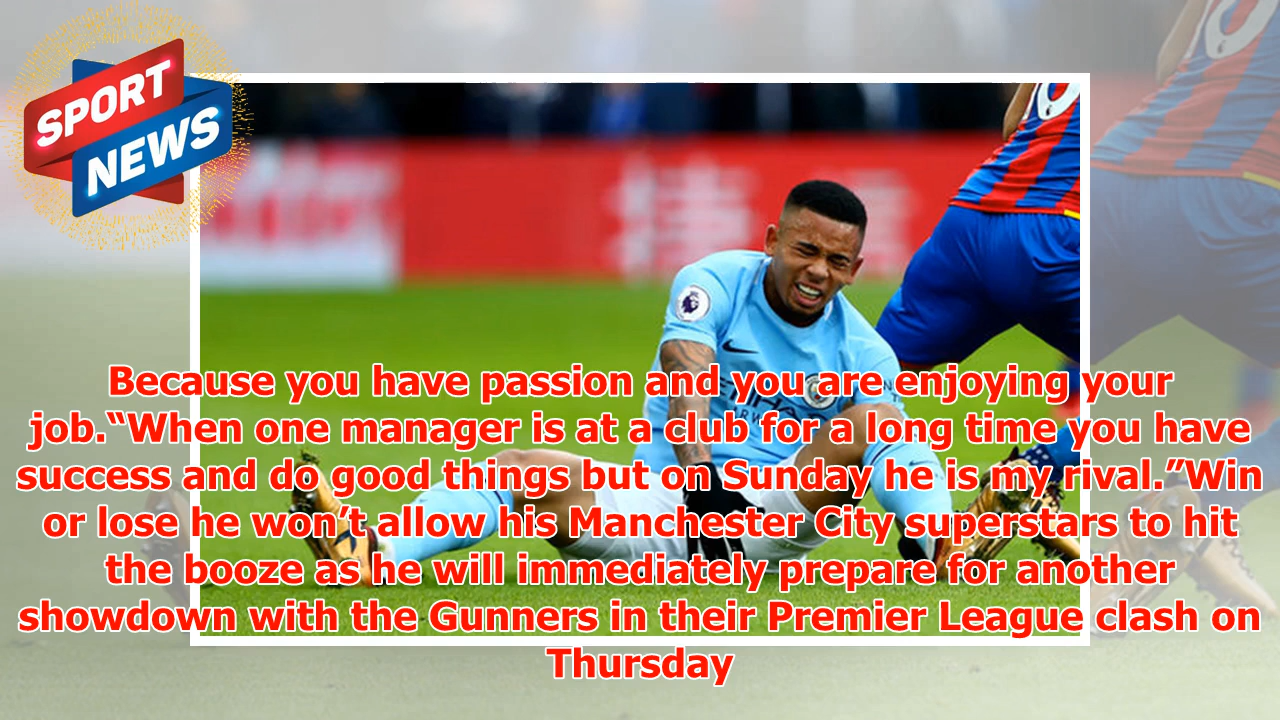 SPORT
NEWS
Because you have passion and you are enjoying your
job.“When one manager is at a club for a long time you have
success and do good things but on Sunday he is my rival.”Win
or lose he won’t allow his Manchester City superstars to hit
the booze as he will immediately prepare for another
showdown with the Gunners in their Premier League clash on
Thursday